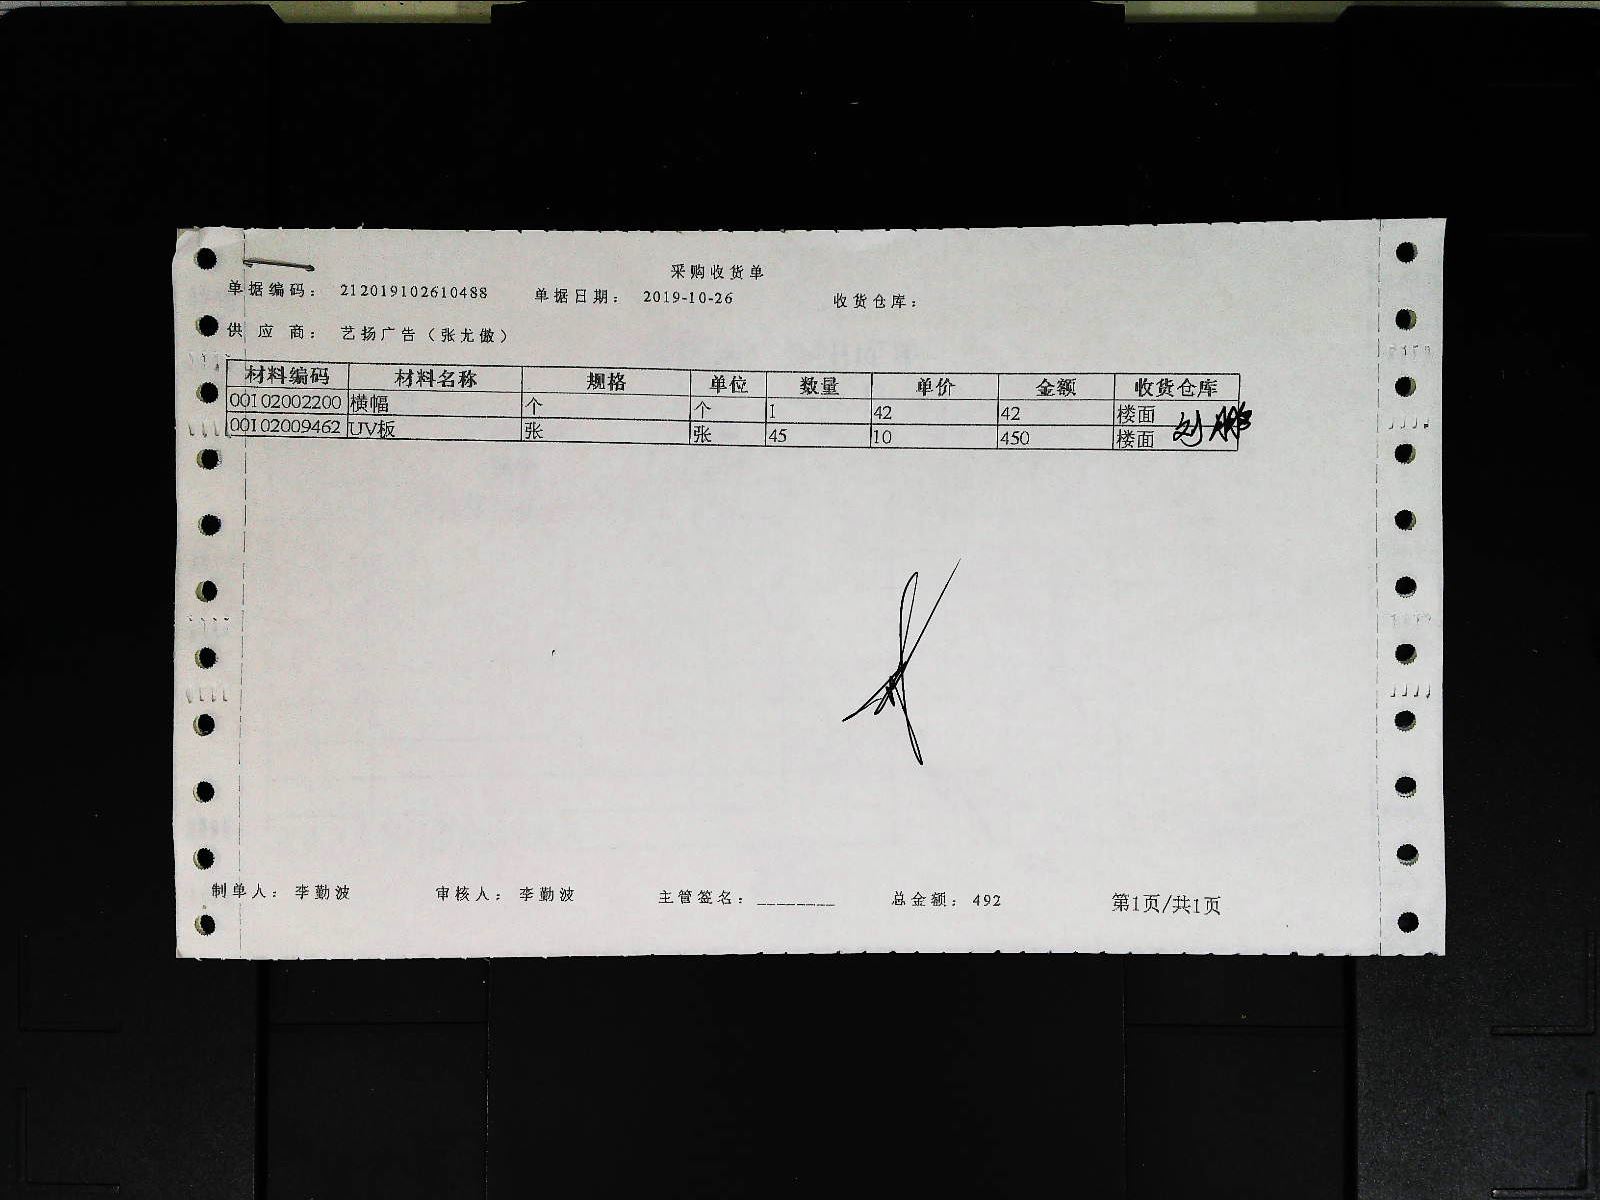 采购收货单
单据编码： 212019102610488 单据日期： 2019-10-26 收货仓库：
供 应 商： 艺扬广告（张尤傲）
材料编码 材料名称 规格 单位 数量 单价 金额 收货仓库
00102002200 横幅 个 个 1 42 42 楼面
00102009462 UV板 张 张 45 10 450 楼面
制单人： 李勤波 审核人： 李勤波 主管签名： ________ 总金额： 492 第1页/共1页